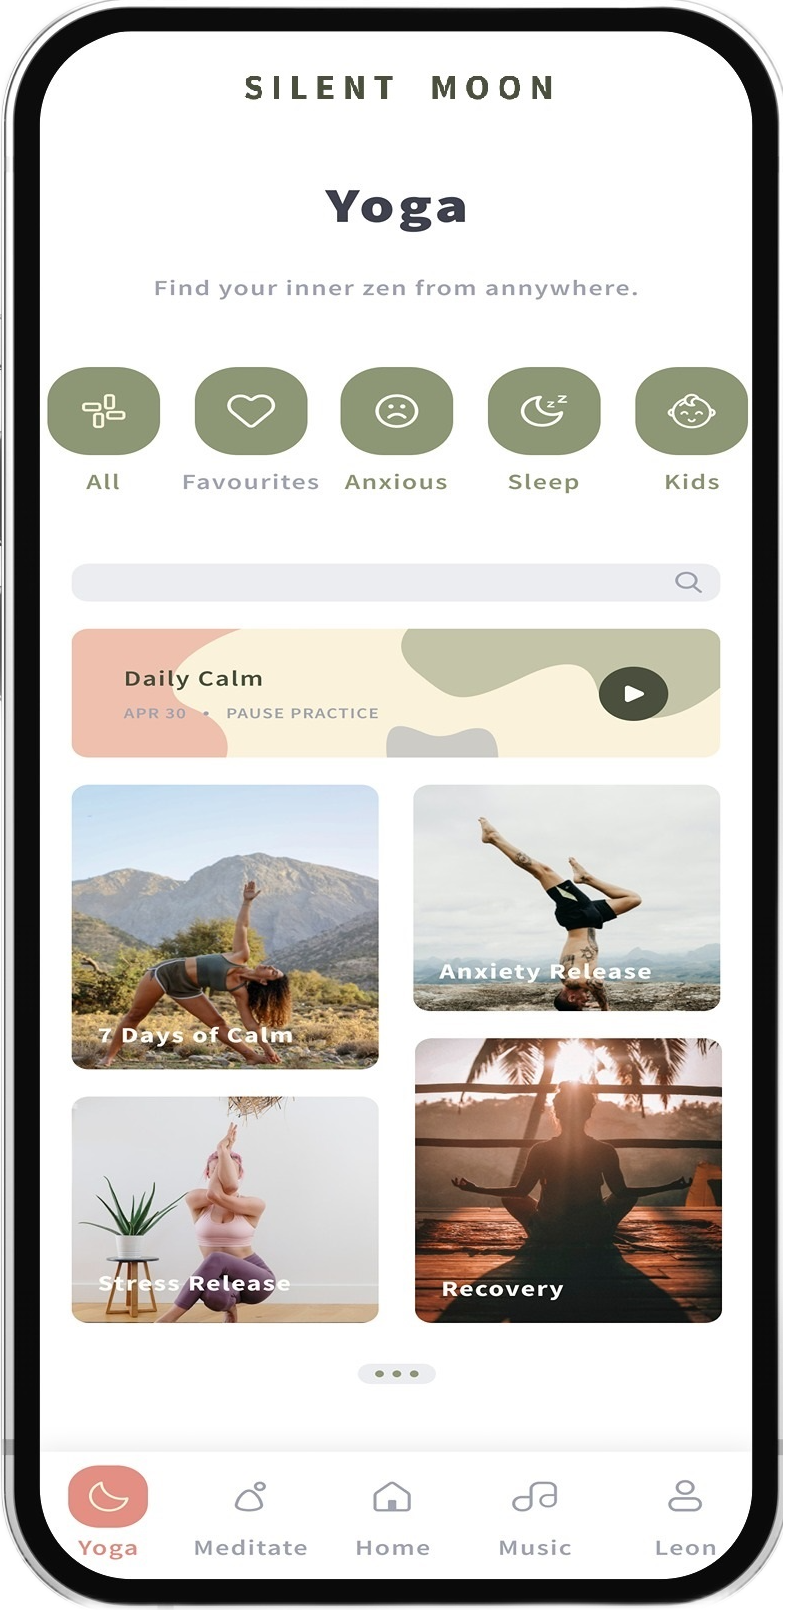 SILENT MOON
Yoga
Find your inner zen from annywhere.
All Favourites Anxious Sleep Kids
Daily Calm
APR 30 • PAUSE PRACTICE
7 Days of Calm
Anxiety Release
Stress Release
Recovery
Yoga Meditate Home Music Leon